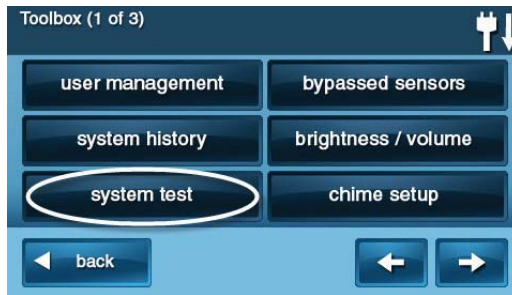 Toolbox (1 of 3)
user management
bypassed sensors
system history
brightness / volume
system test
chime setup
back